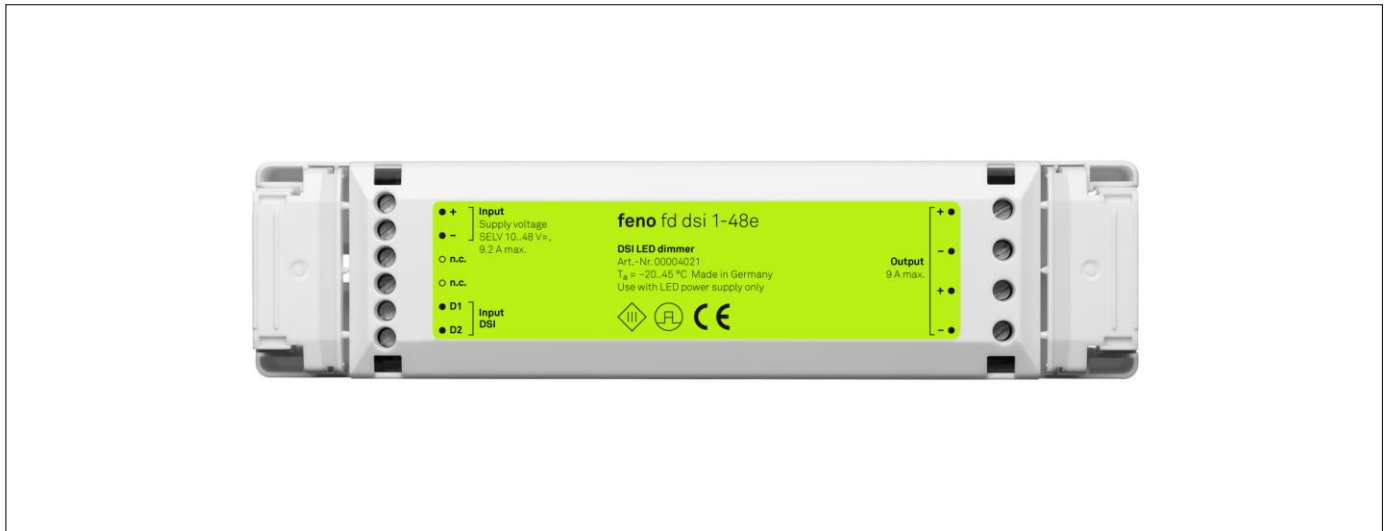 +
Input
Supply voltage
–
SELV 10..48 V⎓,
9.2 A max.
n.c.
n.c.
D1
Input
DSI
D2
feno fd dsi 1-48e
DSI LED dimmer
Art.-Nr. 00004021
Ta = –20..45 °C Made in Germany
Use with LED power supply only
III
CE
+
–
Output
9 A max.
+
–